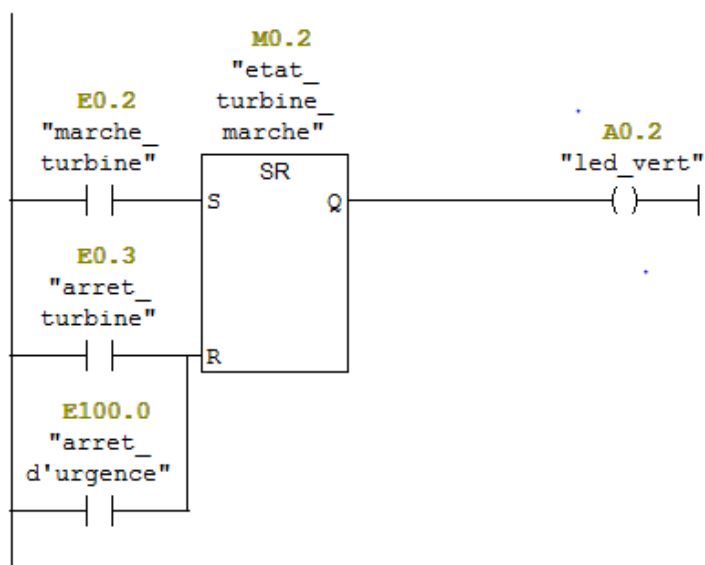 M0.2
"etat_
turbine_
marche"
E0.2
"marche_
turbine"
A0.2
"led_vert"
SR
S
Q
E0.3
"arret_
turbine"
R
E100.0
"arret_
d'urgence"